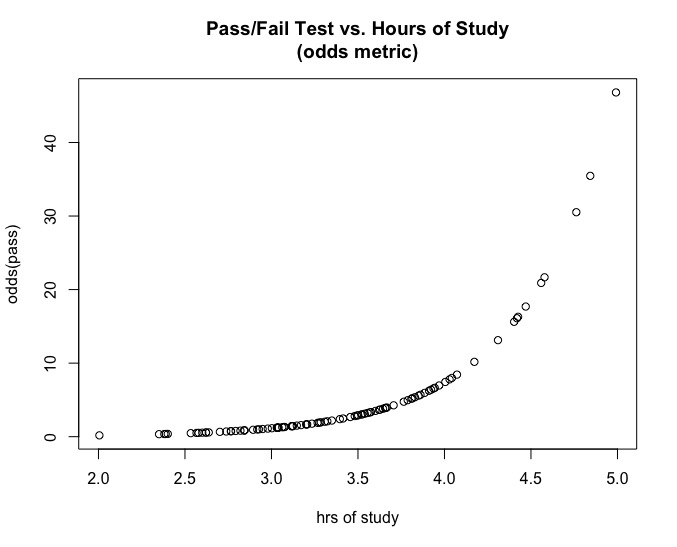 Pass/Fail Test vs. Hours of Study
(odds metric)
40
30
20
10
0
odds(pass)
2.0 2.5 3.0 3.5 4.0 4.5 5.0
hrs of study